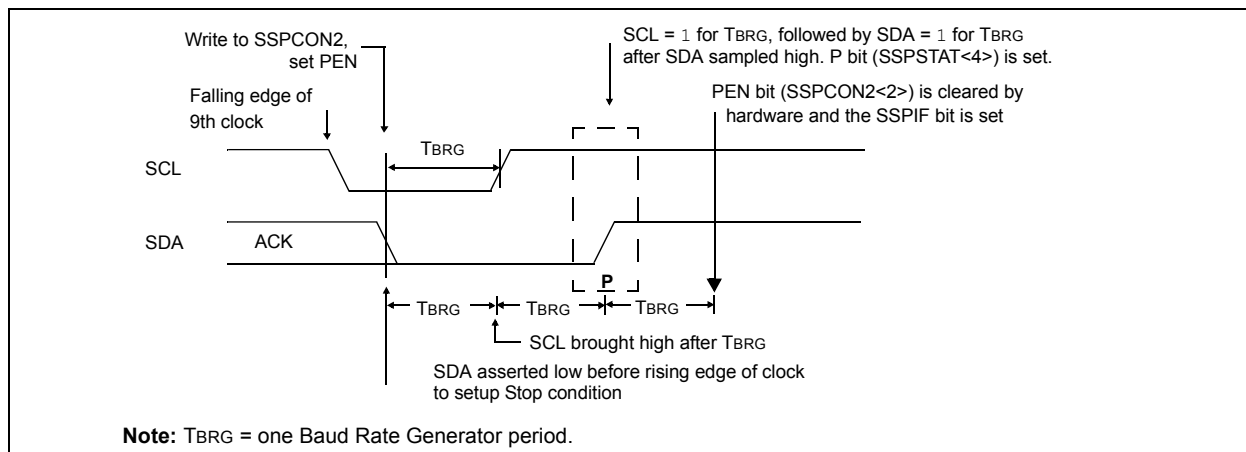 Write to SSPCON2,
set PEN
SCL = 1 for TBRG, followed by SDA = 1 for TBRG
after SDA sampled high. P bit (SSPSTAT<4>) is set.
Falling edge of
9th clock
PEN bit (SSPCON2<2>) is cleared by
hardware and the SSPIF bit is set
TBRG
SCL
SDA
ACK
P
TBRG
TBRG
TBRG
SCL brought high after TBRG
SDA asserted low before rising edge of clock
to setup Stop condition
Note: TBRG = one Baud Rate Generator period.